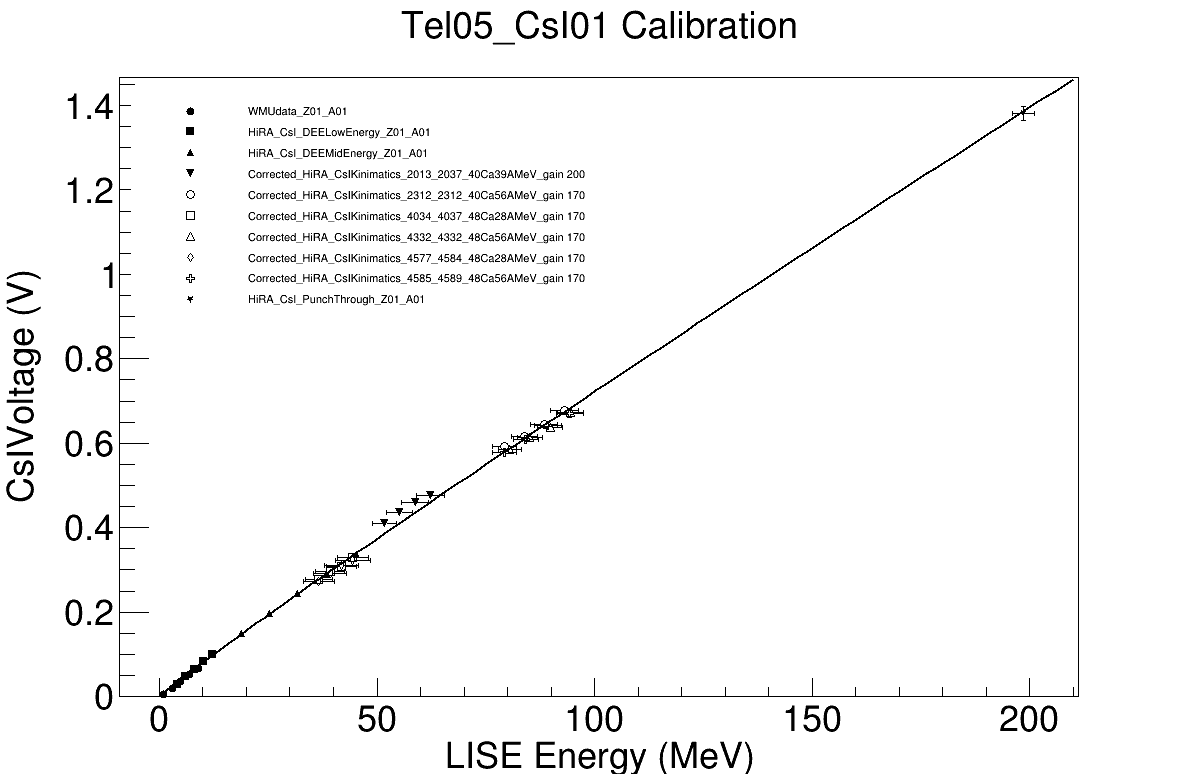 Tel05_CsI01 Calibration
WMUdata_Z01_A01
HiRA_CsI_DEELowEnergy_Z01_A01
HiRA_CsI_DEEMidEnergy_Z01_A01
Corrected_HiRA_CsIKinimatics_2013_2037_40Ca39AMeV_gain 200
Corrected_HiRA_CsIKinimatics_2312_2312_40Ca56AMeV_gain 170
Corrected_HiRA_CsIKinimatics_4034_4037_48Ca28AMeV_gain 170
Corrected_HiRA_CsIKinimatics_4332_4332_48Ca56AMeV_gain 170
Corrected_HiRA_CsIKinimatics_4577_4584_48Ca28AMeV_gain 170
Corrected_HiRA_CsIKinimatics_4585_4589_48Ca56AMeV_gain 170
HiRA_CsI_PunchThrough_Z01_A01
CsIVoltage (V)
1.4
1.2
1
0.8
0.6
0.4
0.2
0
0 50 100 150 200
LISE Energy (MeV)